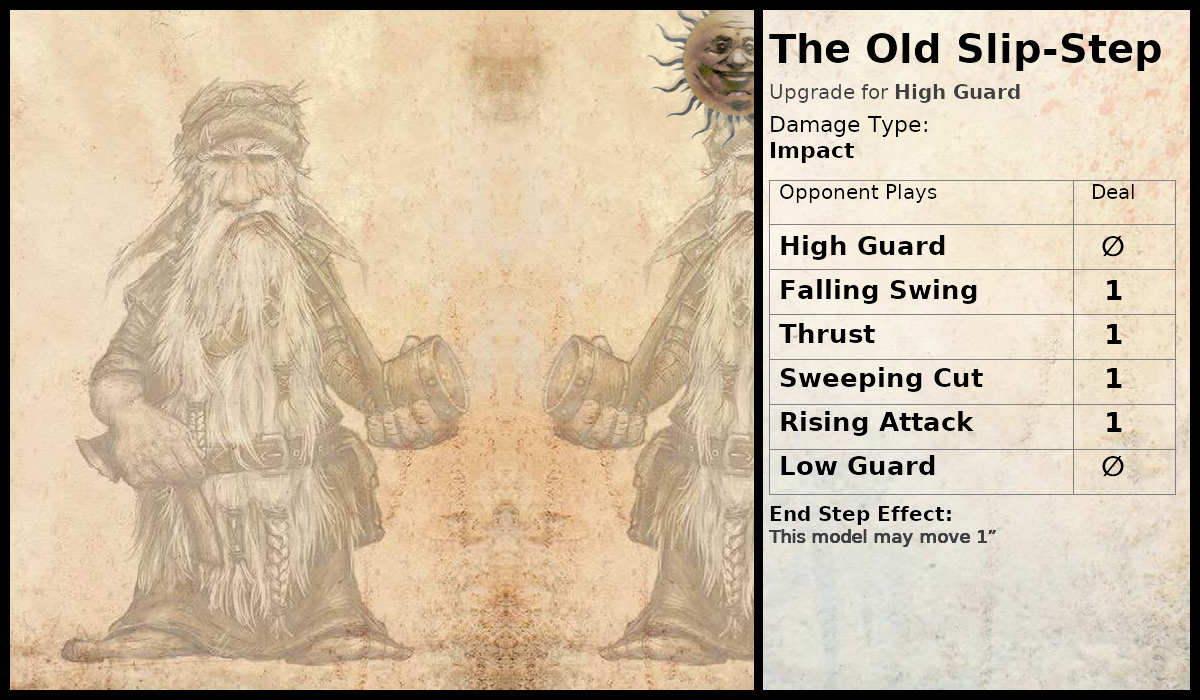 The Old Slip-Step
Upgrade for High Guard
Damage Type:
Impact
Opponent Plays Deal
High Guard ∅
Falling Swing 1
Thrust 1
Sweeping Cut 1
Rising Attack 1
Low Guard ∅
End Step Effect:
This model may move 1”